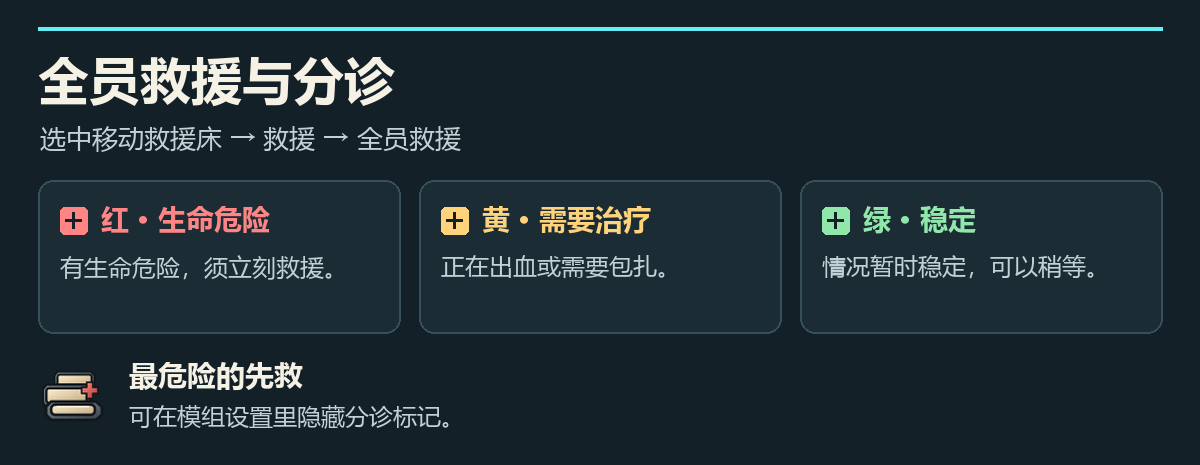 全员救援与分诊
选中移动救援床 → 救援 → 全员救援
红·生命危险
有生命危险，须立刻救援。
黄·需要治疗
正在出血或需要包扎。
绿·稳定
情况暂时稳定，可以稍等。
最危险的先救
可在模组设置里隐藏分诊标记。